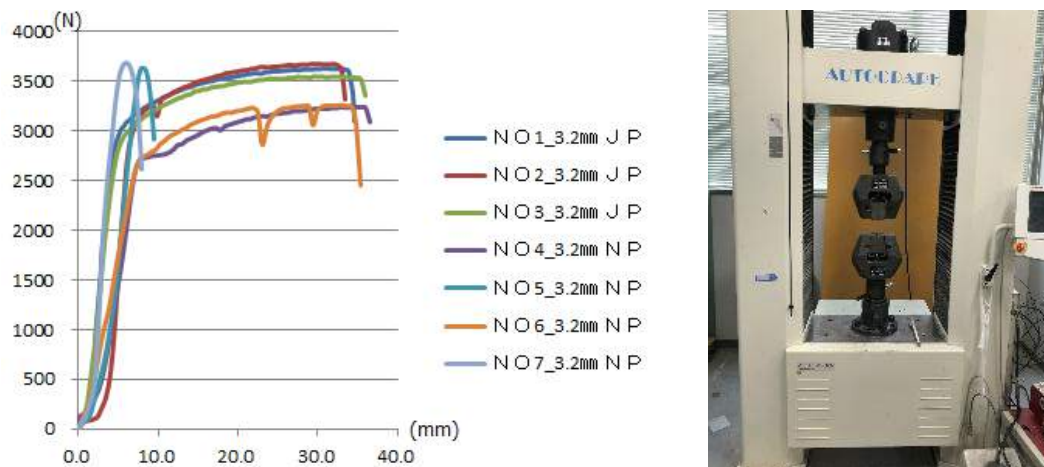 (N)
4000
3500
3000
2500
2000
1500
1000
500
0
0.0 10.0 20.0 30.0 40.0
(mm)
NO1_3.2mm JP
NO2_3.2mm JP
NO3_3.2mm JP
NO4_3.2mm NP
NO5_3.2mm NP
NO6_3.2mm NP
NO7_3.2mm NP
AUTOGRAPH